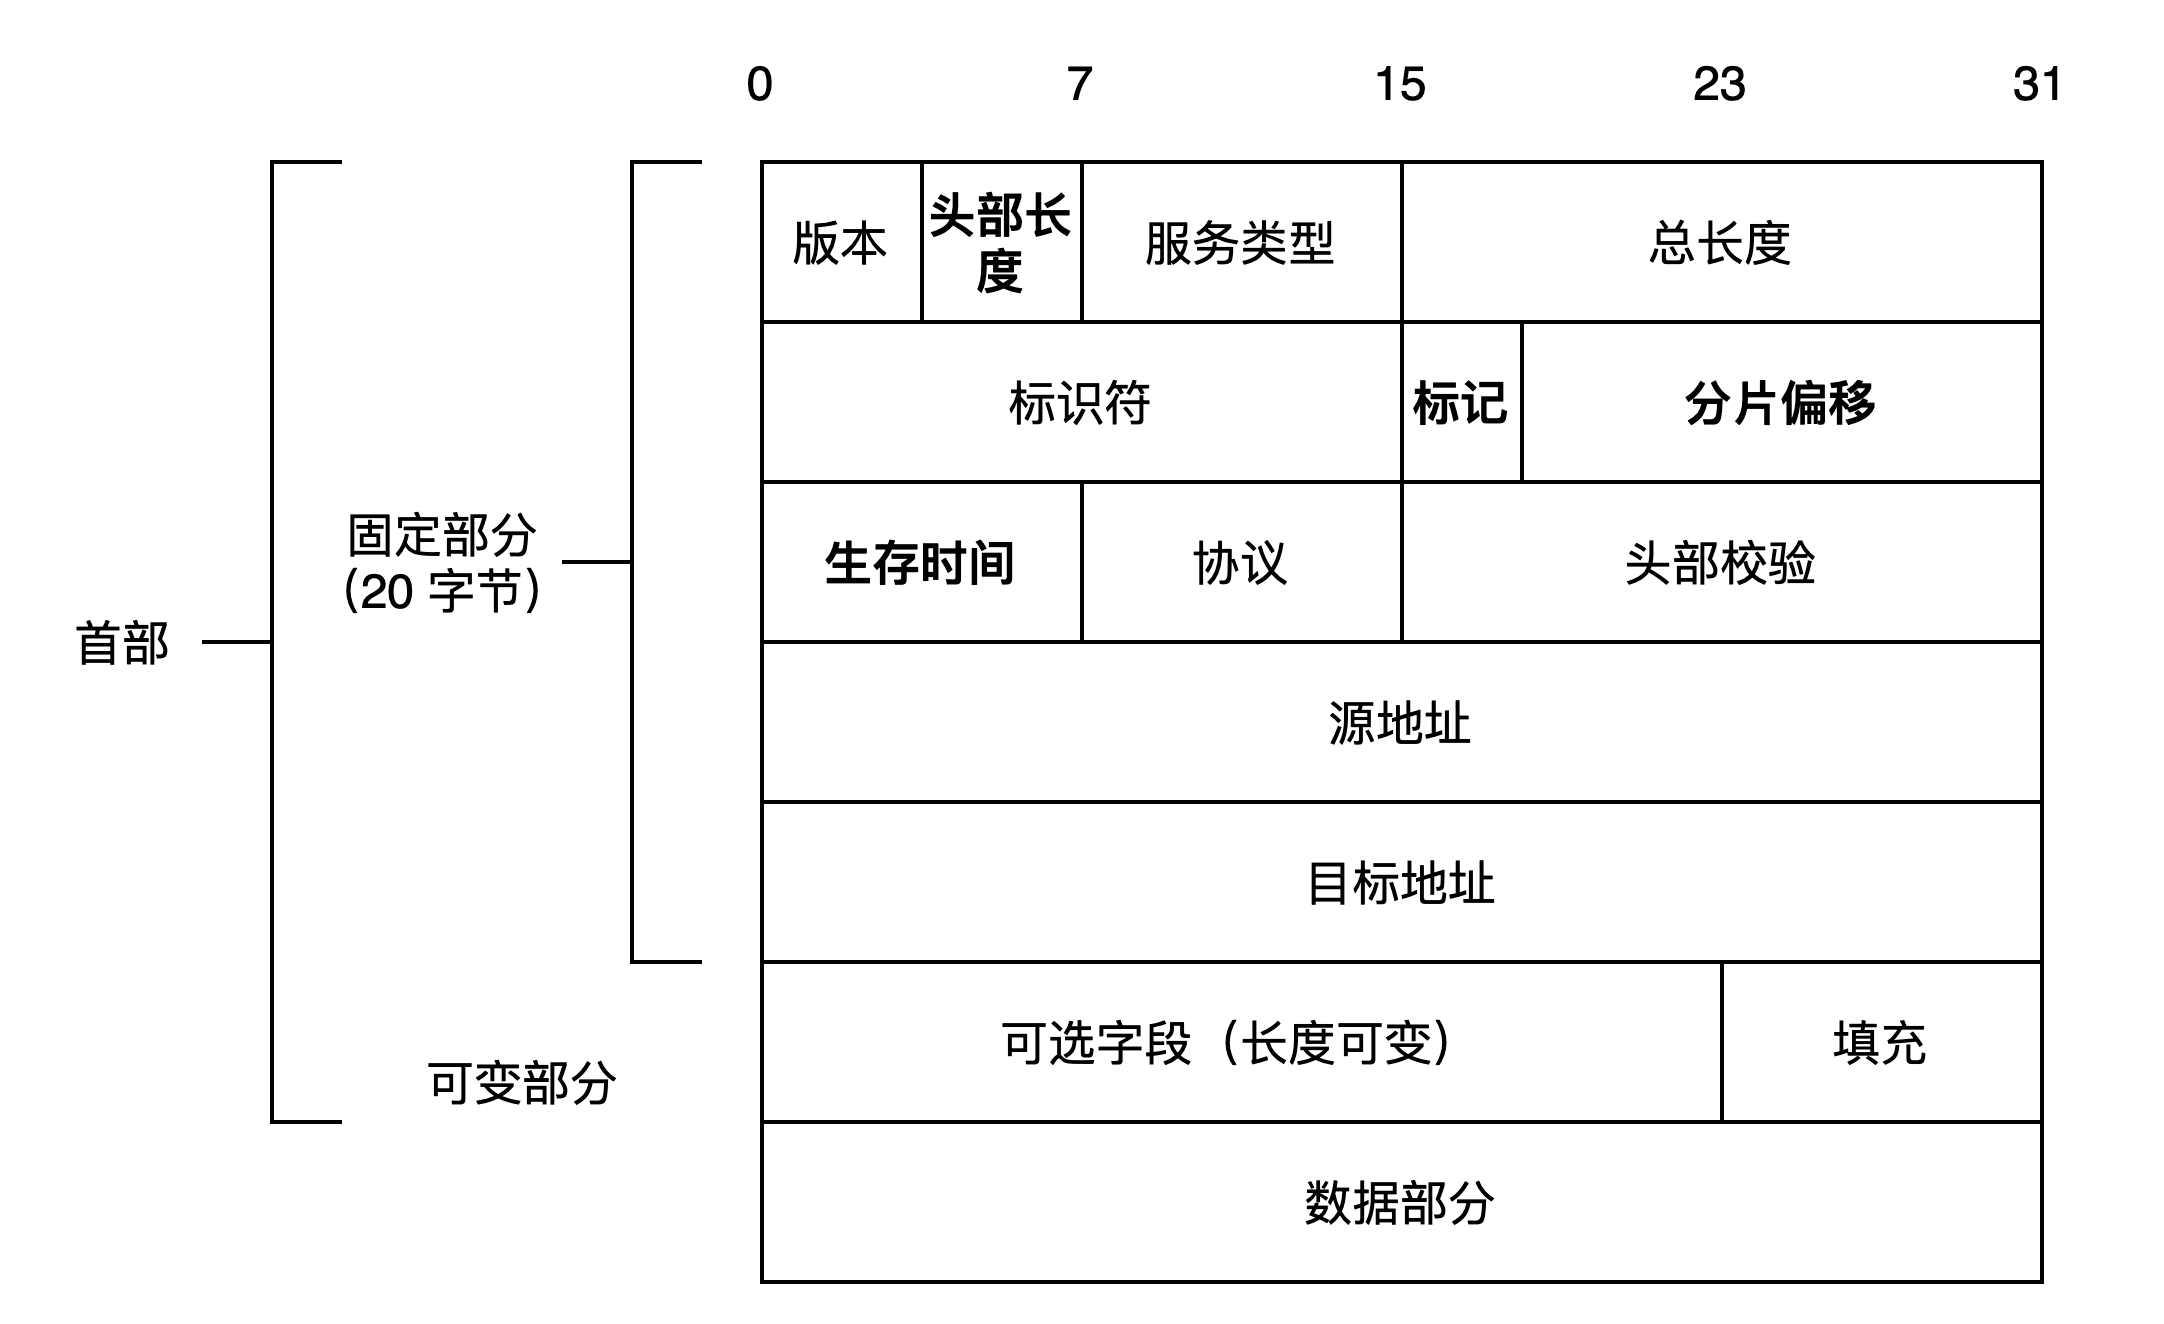 0 7 15 23 31
版本 头部长 服务类型 总长度
度
标识符 标记 分片偏移
固定部分
(20 字节)
生存时间 协议 头部校验
首部
源地址
目标地址
可选字段（长度可变） 填充
可变部分
数据部分